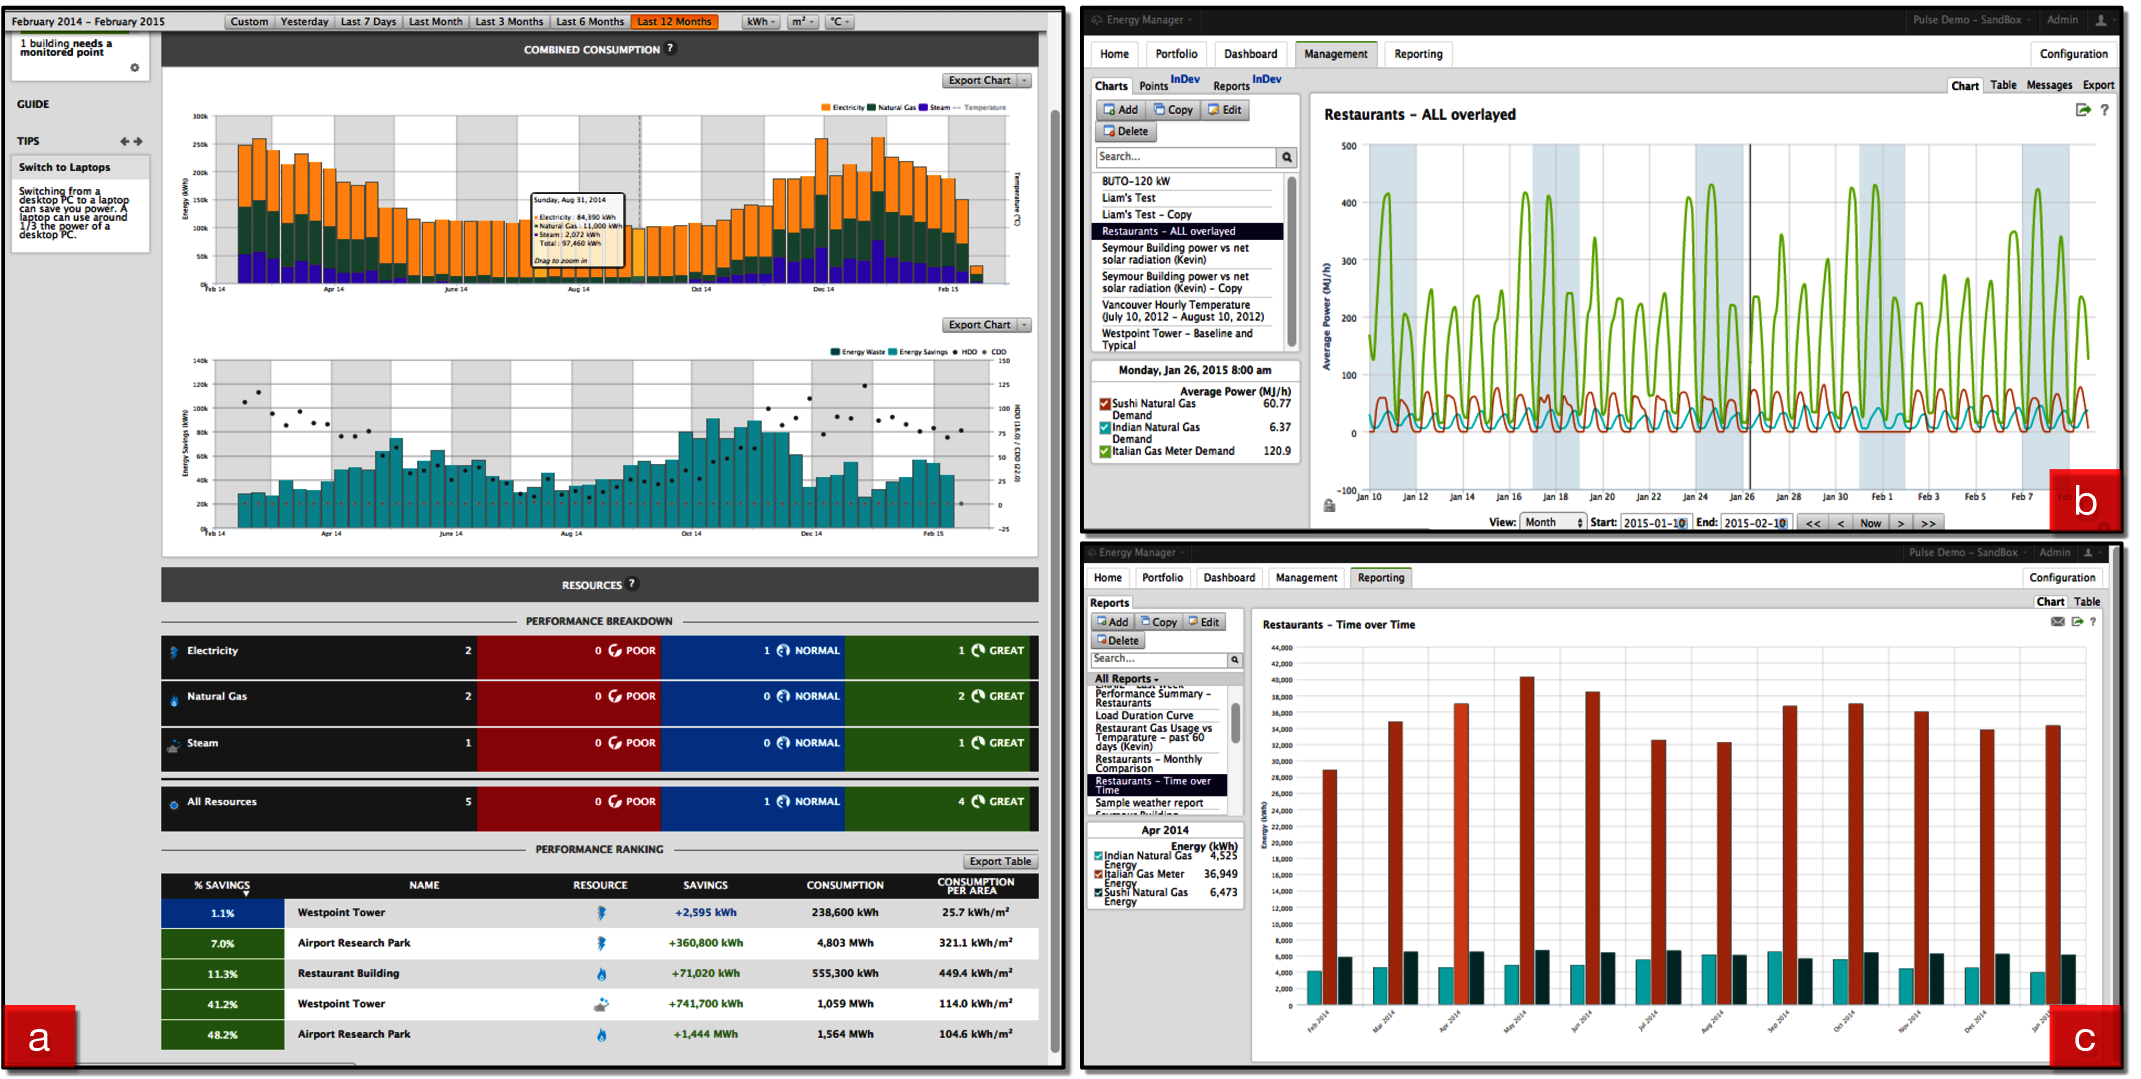 February 2014 – February 2015
Custom Yesterday Last 7 Days Last Month Last 3 Months Last 6 Months Last 12 Months kWh m² °C
1 building needs a
monitored point
GUIDE
TIPS
Switch to Laptops
Switching from a
desktop PC to a laptop
can save you power. A
laptop can use around
1/3 the power of a
desktop PC.
COMBINED CONSUMPTION ?
Export Chart
Electricity Natural Gas Steam Temperature
300k
250k
200k
150k
100k
50k
0k
Energy (kWh)
Temperature (°C)
Sunday, Aug 31, 2014
Electricity : 84,390 kWh
Natural Gas : 11,000 kWh
Steam : 2,072 kWh
Total : 97,460 kWh
Drag to zoom in
Feb 14 Apr 14 June 14 Aug 14 Oct 14 Dec 14 Feb 15
Export Chart
Energy Waste Energy Savings HDD CDD
140k 150
120k 125
100k 100
80k 75
60k 50
40k 25
20k 0
0k -25
Energy Savings (kWh)
HDD (18.0) / CDD (22.0)
Feb 14 Apr 14 June 14 Aug 14 Oct 14 Dec 14 Feb 15
RESOURCES ?
PERFORMANCE BREAKDOWN
Electricity 2 0 POOR 1 NORMAL 1 GREAT
Natural Gas 2 0 POOR 0 NORMAL 2 GREAT
Steam 1 0 POOR 0 NORMAL 1 GREAT
All Resources 5 0 POOR 1 NORMAL 4 GREAT
PERFORMANCE RANKING
Export Table
% SAVINGS NAME RESOURCE SAVINGS CONSUMPTION CONSUMPTION
PER AREA
1.1% Westpoint Tower +2,595 kWh 238,600 kWh 25.7 kWh/m²
7.0% Airport Research Park +360,800 kWh 4,803 MWh 321.1 kWh/m²
11.3% Restaurant Building +71,020 kWh 555,300 kWh 449.4 kWh/m²
41.2% Westpoint Tower +741,700 kWh 1,059 MWh 114.0 kWh/m²
48.2% Airport Research Park +1,444 MWh 1,564 MWh 104.6 kWh/m²
a
Energy Manager Pulse Demo – SandBox Admin
Home Portfolio Dashboard Management Reporting Configuration
Charts Points InDev Reports InDev Chart Table Messages Export
Add Copy Edit
Delete
Search...
BUTO-120 kW
Liam's Test
Liam's Test – Copy
Restaurants – ALL overlayed
Seymour Building power vs net
solar radiation (Kevin)
Seymour Building power vs net
solar radiation (Kevin) – Copy
Vancouver Hourly Temperature
(July 10, 2012 – August 10, 2012)
Westpoint Tower – Baseline and
Typical
Monday, Jan 26, 2015 8:00 am
Average Power (MJ/h)
Sushi Natural Gas 60.77
Demand
Indian Natural Gas 6.37
Demand
Italian Gas Meter Demand 120.9
Restaurants – ALL overlayed
?
500
400
300
200
100
0
-100
Average Power (MJ/h)
Jan 10 Jan 12 Jan 14 Jan 16 Jan 18 Jan 20 Jan 22 Jan 24 Jan 26 Jan 28 Jan 30 Feb 1 Feb 3 Feb 5 Feb 7
View: Month Start: 2015-01-10 End: 2015-02-10 << < Now > >>
b
Energy Manager Pulse Demo – SandBox Admin
Home Portfolio Dashboard Management Reporting Configuration
Reports Chart Table
Add Copy Edit
Delete
Search...
All Reports
EMAIL – Last Week
Performance Summary –
Restaurants
Load Duration Curve
Restaurant Gas Usage vs
Temparature – past 60
days (Kevin)
Restaurants – Monthly
Comparison
Restaurants – Time over
Time
Sample weather report
Seymour Building
Apr 2014
Energy (kWh)
Indian Natural Gas 4,525
Energy
Italian Gas Meter 36,949
Energy
Sushi Natural Gas 6,473
Energy
Restaurants – Time over Time
?
44,000
42,000
40,000
38,000
36,000
34,000
32,000
30,000
28,000
26,000
24,000
22,000
20,000
18,000
16,000
14,000
12,000
10,000
8,000
6,000
4,000
2,000
0
Energy (kWh)
Feb 2014 Mar 2014 Apr 2014 May 2014 Jun 2014 Jul 2014 Aug 2014 Sep 2014 Oct 2014 Nov 2014 Dec 2014 Jan 201
c